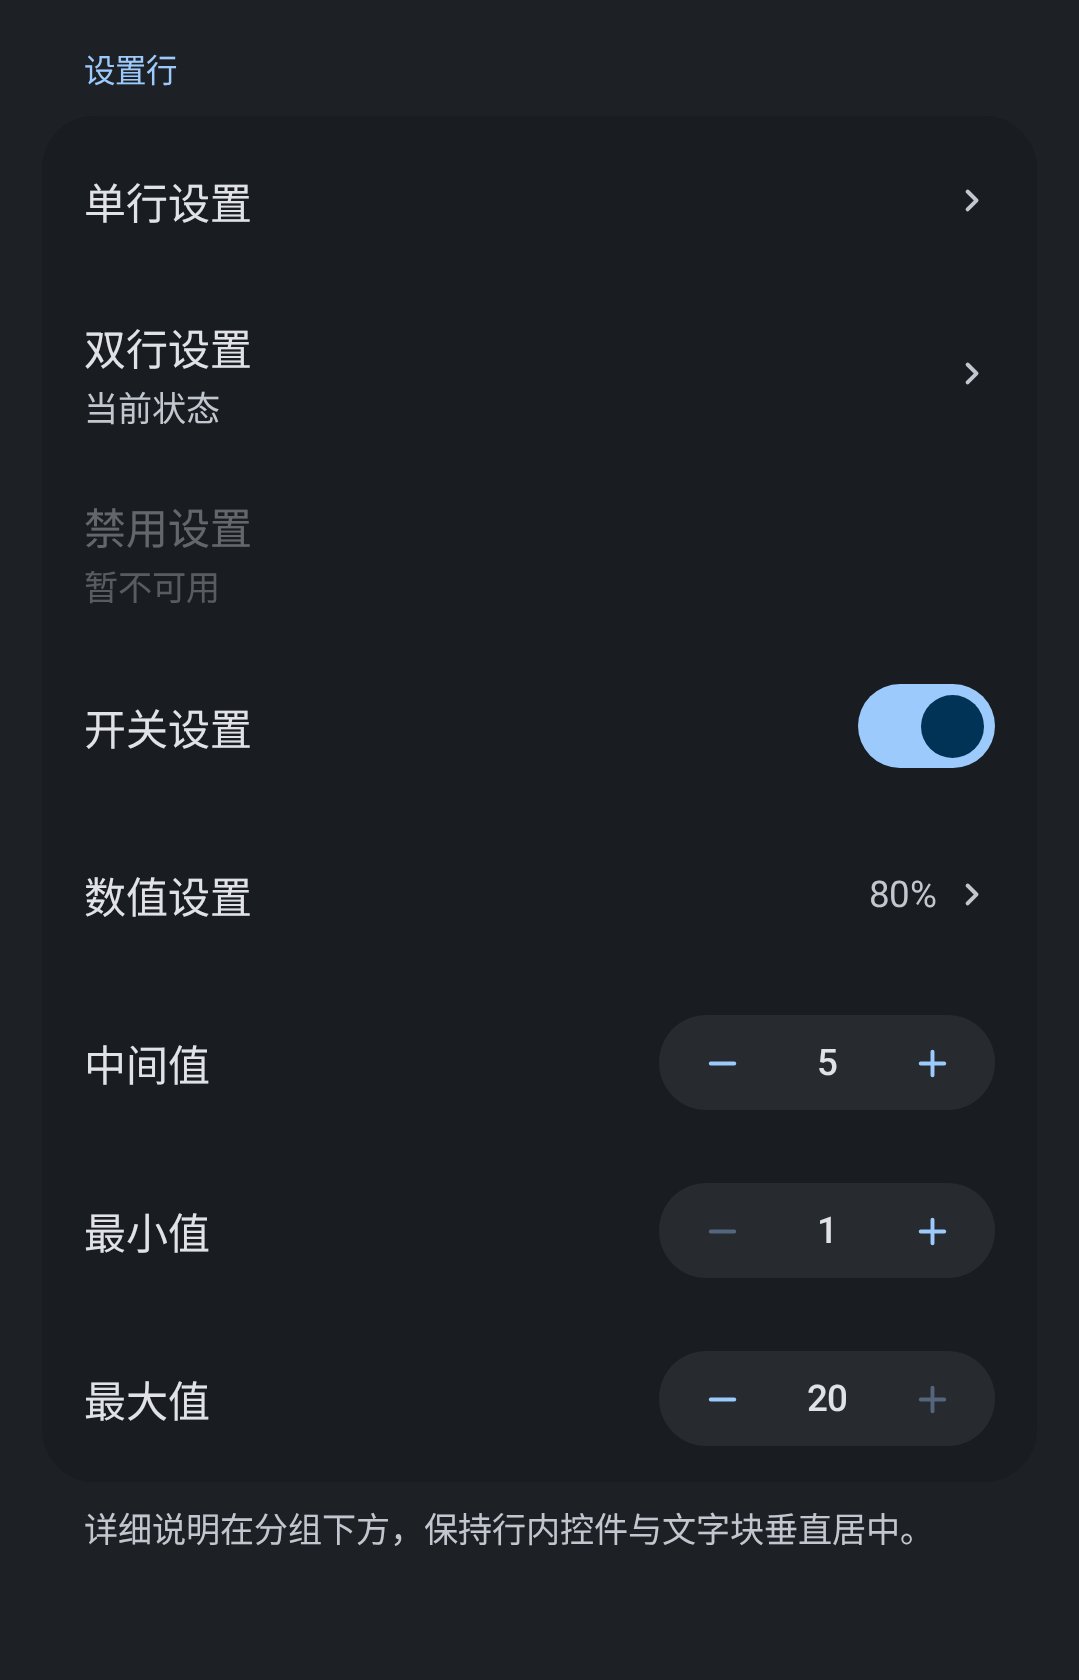 设置行
单行设置
双行设置
当前状态
禁用设置
暂不可用
开关设置
数值设置 80%
中间值 − 5 +
最小值 − 1 +
最大值 − 20 +
详细说明在分组下方，保持行内控件与文字块垂直居中。